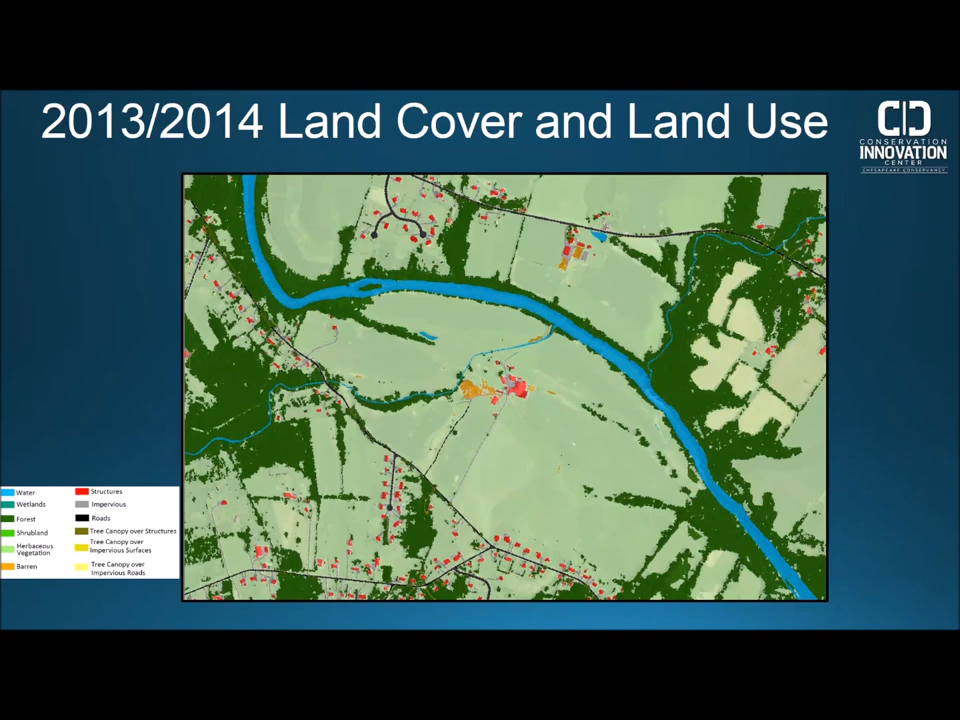 2013/2014 Land Cover and Land Use
CONSERVATION
INNOVATION
CENTER
CHESAPEAKE CONSERVANCY
Water
Wetlands
Forest
Shrubland
Herbaceous
Vegetation
Barren
Structures
Impervious
Roads
Tree Canopy over Structures
Tree Canopy over
Impervious Surfaces
Tree Canopy over
Impervious Roads